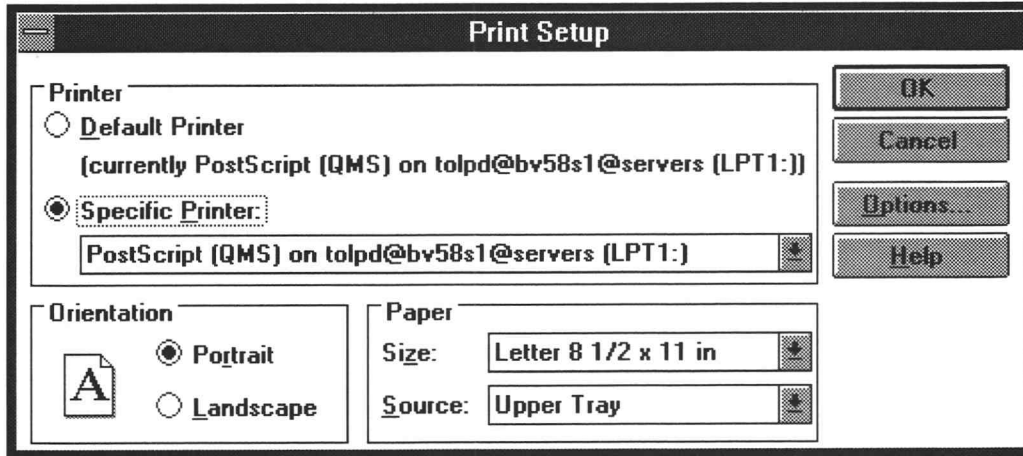 Print Setup
Printer
Default Printer
(currently PostScript (QMS) on tolpd@bv58s1@servers (LPT1:))
Specific Printer:
PostScript (QMS) on tolpd@bv58s1@servers (LPT1:)
OK
Cancel
Options...
Help
Orientation
A
Portrait
Landscape
Paper
Size: Letter 8 1/2 x 11 in
Source: Upper Tray